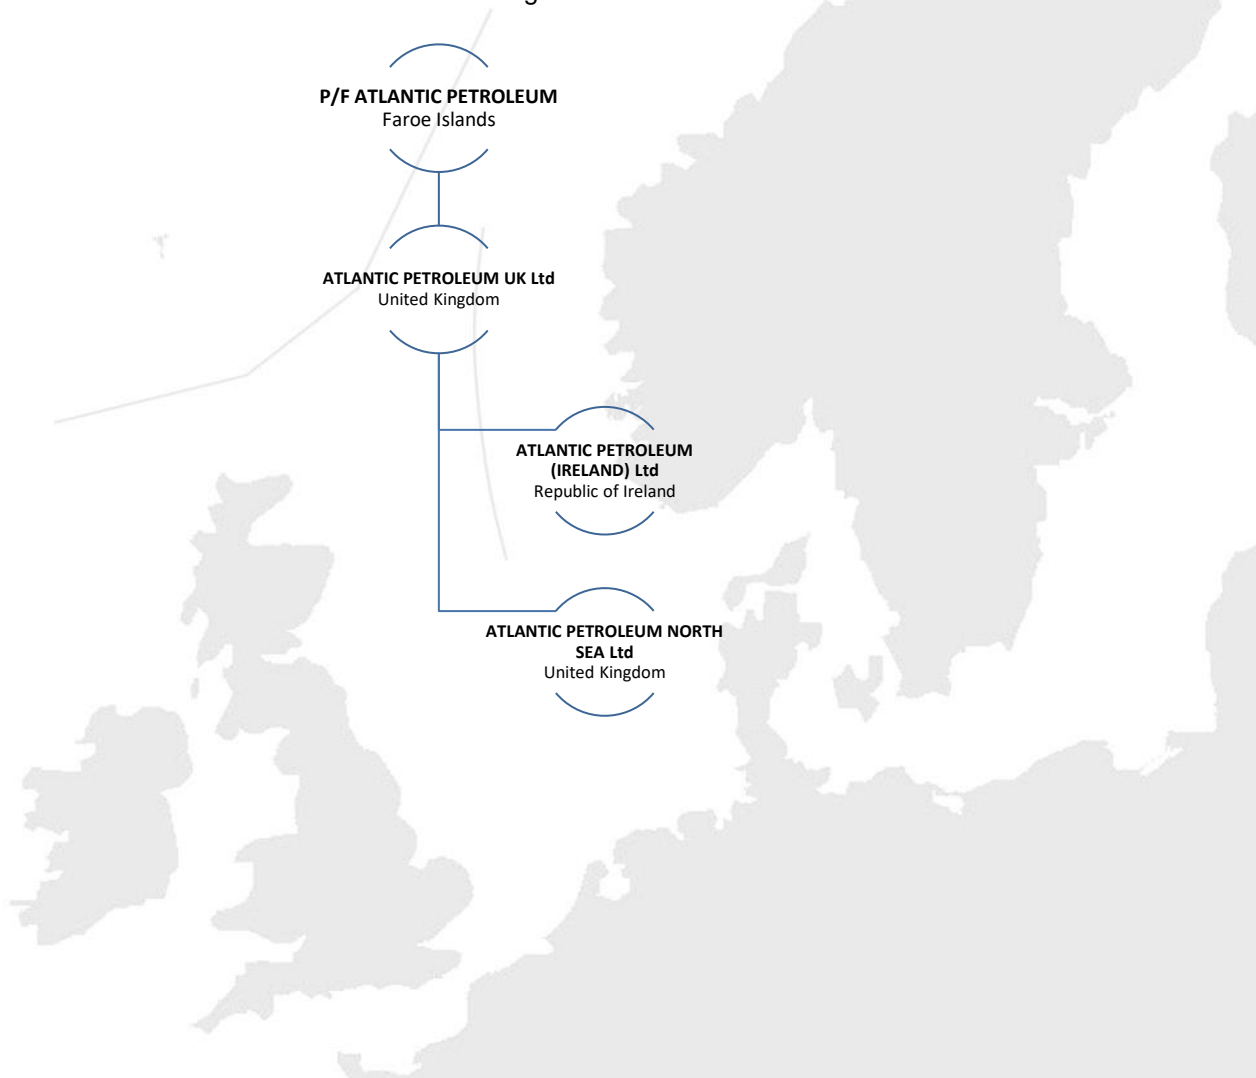 P/F ATLANTIC PETROLEUM
Faroe Islands
ATLANTIC PETROLEUM UK Ltd
United Kingdom
ATLANTIC PETROLEUM
(IRELAND) Ltd
Republic of Ireland
ATLANTIC PETROLEUM NORTH
SEA Ltd
United Kingdom